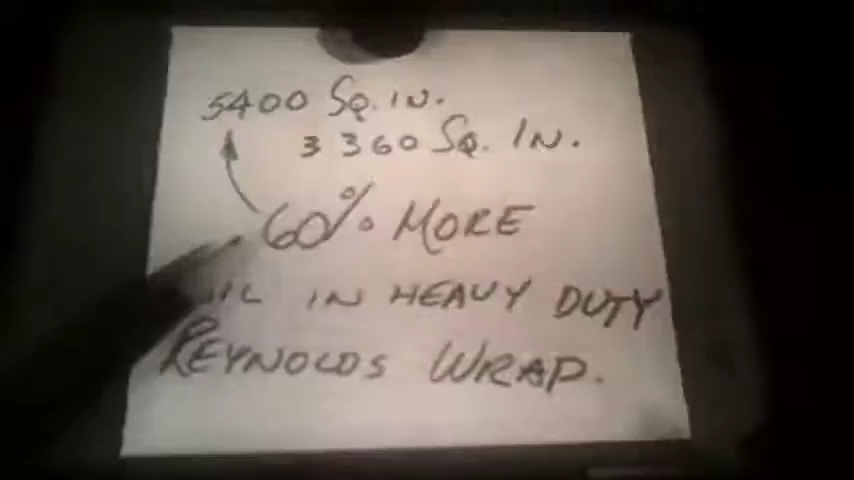 5400 SQ. IN.
3360 SQ. IN.
60% MORE
IN HEAVY DUTY
REYNOLDS WRAP.